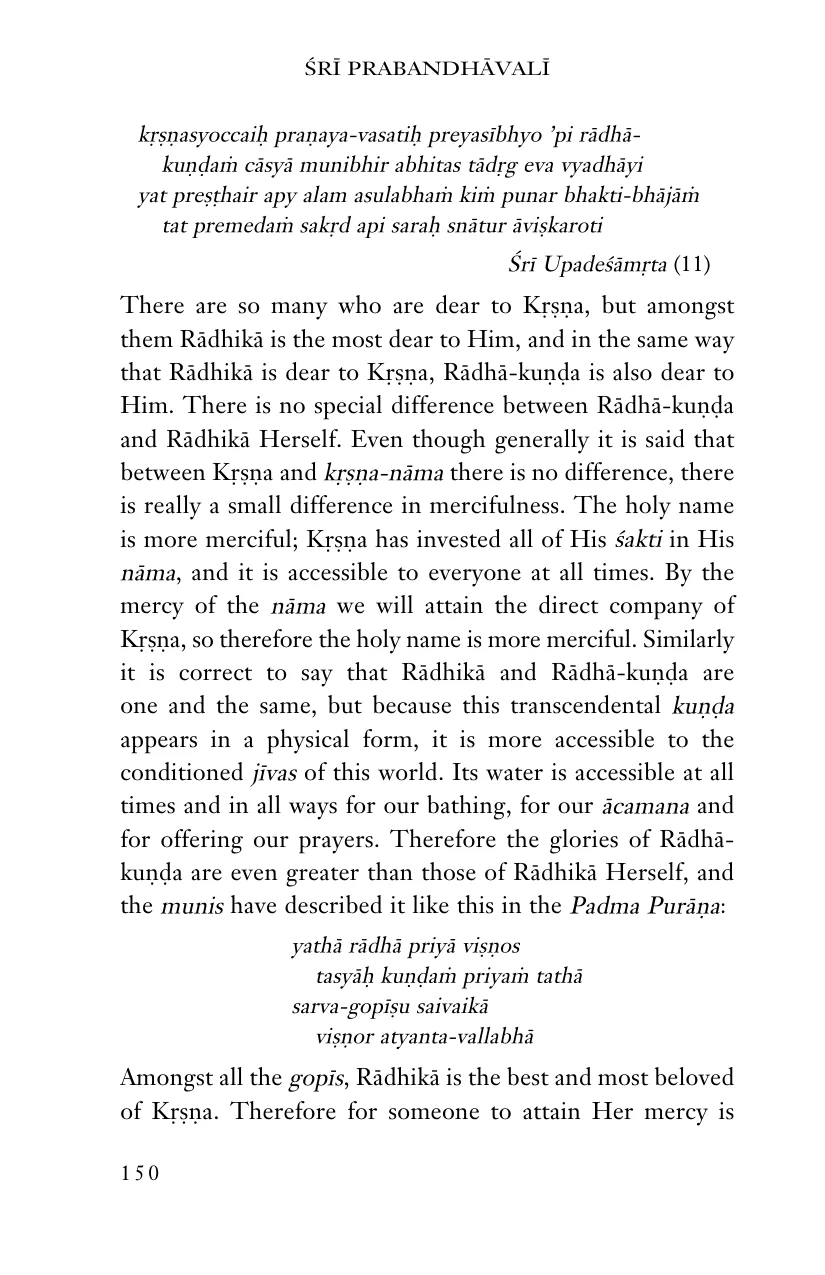 ŚRĪ PRABANDHĀVALĪ
kṛṣṇasyoccaiḥ praṇaya-vasatiḥ preyasībhyo ’pi rādhā-
kuṇḍaṁ cāsyā munibhir abhitas tādṛg eva vyadhāyi
yat preṣṭhair apy alam asulabhaṁ kiṁ punar bhakti-bhājāṁ
tat premedaṁ sakṛd api saraḥ snātur āviṣkaroti
Śrī Upadeśāmṛta (11)
There are so many who are dear to Kṛṣṇa, but amongst
them Rādhikā is the most dear to Him, and in the same way
that Rādhikā is dear to Kṛṣṇa, Rādhā-kuṇḍa is also dear to
Him. There is no special difference between Rādhā-kuṇḍa
and Rādhikā Herself. Even though generally it is said that
between Kṛṣṇa and kṛṣṇa-nāma there is no difference, there
is really a small difference in mercifulness. The holy name
is more merciful; Kṛṣṇa has invested all of His śakti in His
nāma, and it is accessible to everyone at all times. By the
mercy of the nāma we will attain the direct company of
Kṛṣṇa, so therefore the holy name is more merciful. Similarly
it is correct to say that Rādhikā and Rādhā-kuṇḍa are
one and the same, but because this transcendental kuṇḍa
appears in a physical form, it is more accessible to the
conditioned jīvas of this world. Its water is accessible at all
times and in all ways for our bathing, for our ācamana and
for offering our prayers. Therefore the glories of Rādhā-
kuṇḍa are even greater than those of Rādhikā Herself, and
the munis have described it like this in the Padma Purāṇa:
yathā rādhā priyā viṣṇos
tasyāḥ kuṇḍaṁ priyaṁ tathā
sarva-gopīṣu saivaikā
viṣṇor atyanta-vallabhā
Amongst all the gopīs, Rādhikā is the best and most beloved
of Kṛṣṇa. Therefore for someone to attain Her mercy is
150